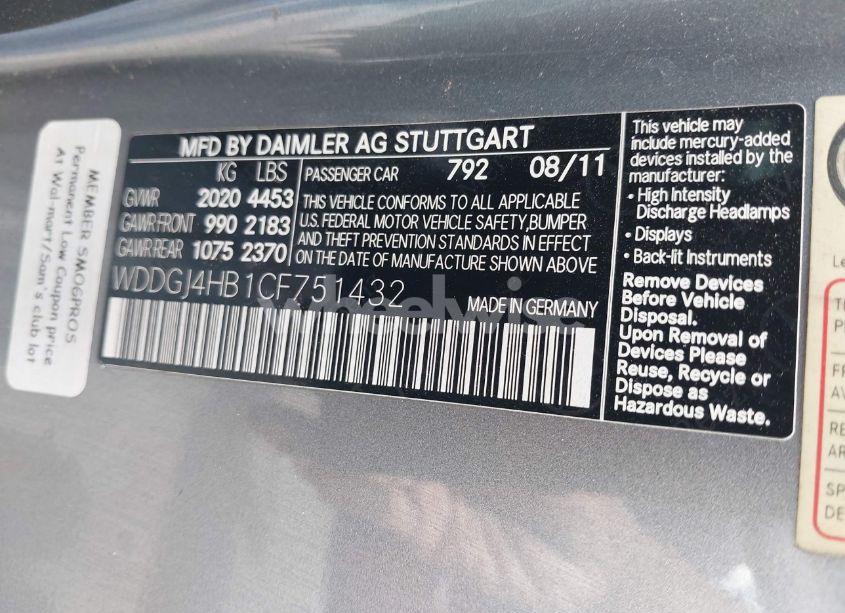 MEMBER SMOGPROS
Permanent Low Coupon price
At Wal-mart/Sam's club lot
MFD BY DAIMLER AG STUTTGART
KG LBS
GVWR 2020 4453
GAWR FRONT 990 2183
GAWR REAR 1075 2370
PASSENGER CAR 792 08/11
THIS VEHICLE CONFORMS TO ALL APPLICABLE
U.S. FEDERAL MOTOR VEHICLE SAFETY,BUMPER
AND THEFT PREVENTION STANDARDS IN EFFECT
ON THE DATE OF MANUFACTURE SHOWN ABOVE
WDDGJ4HB1CF751432
MADE IN GERMANY
wheelwise
This vehicle may
include mercury-added
devices installed by the
manufacturer:
• High Intensity
Discharge Headlamps
• Displays
• Back-lit Instruments
Remove Devices
Before Vehicle
Disposal.
Upon Removal of
Devices Please
Reuse, Recycle or
Dispose as
Hazardous Waste.